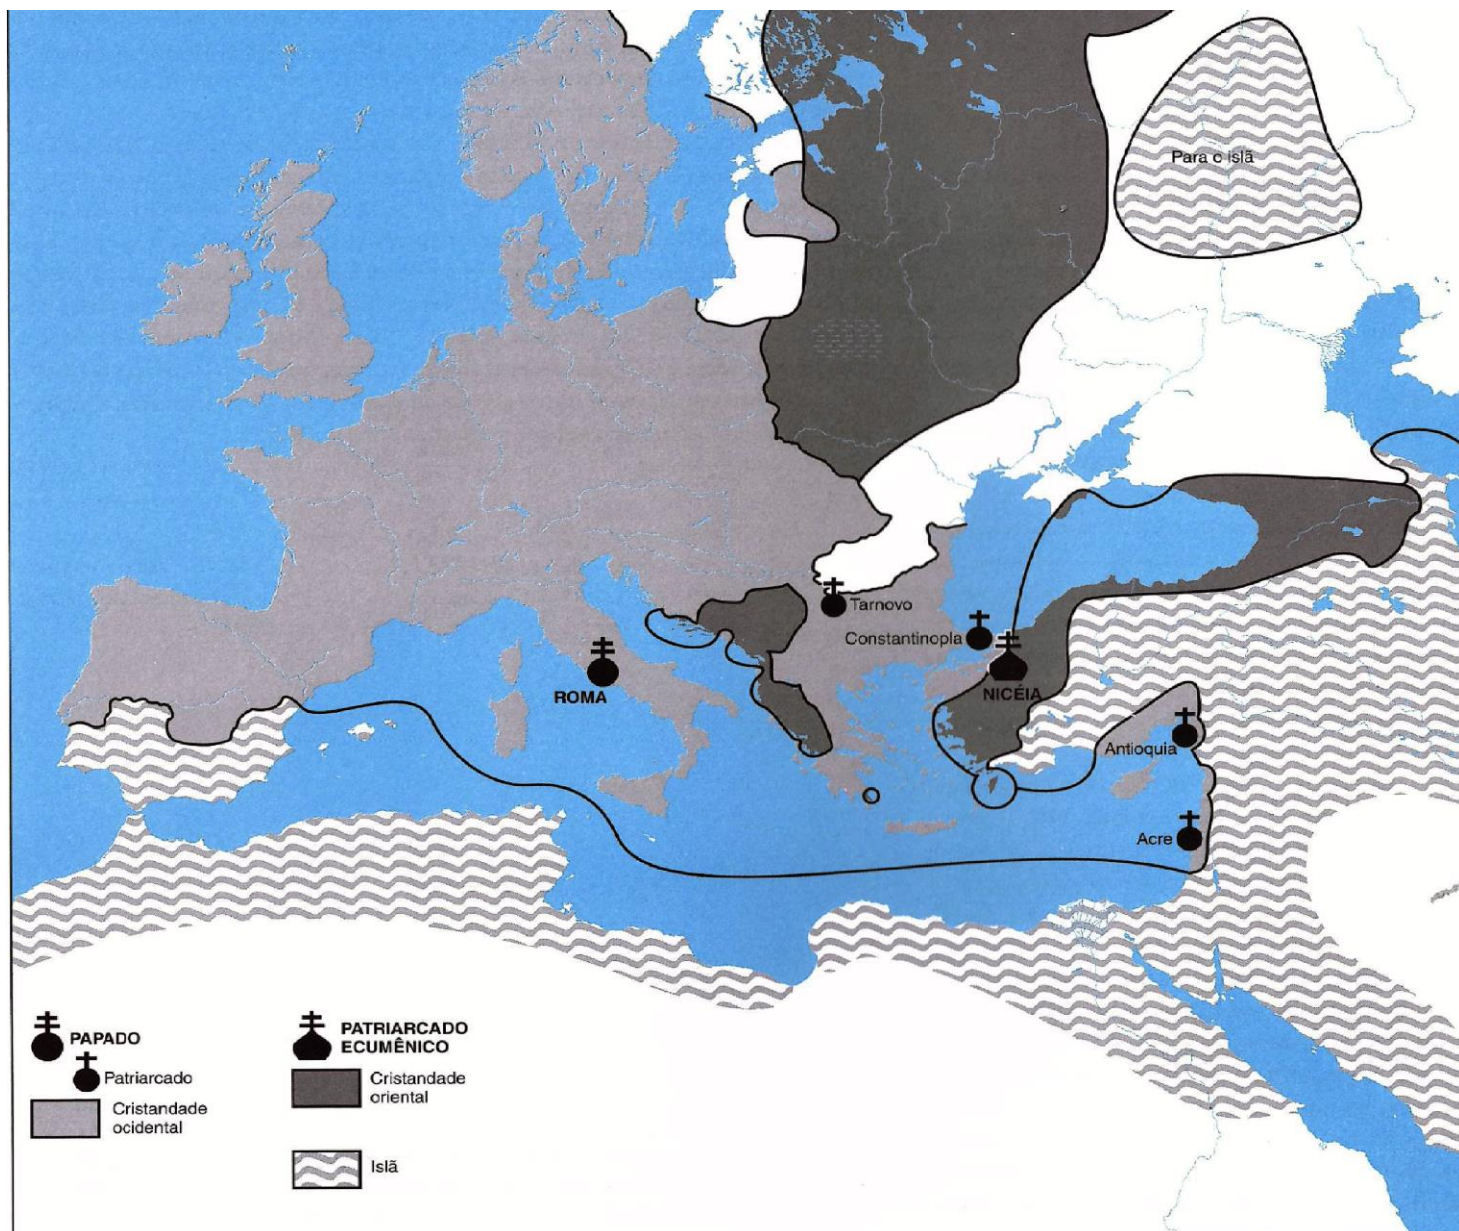 Para o islã
Tarnovo
Constantinopla
ROMA
NICÉIA
Antioquia
Acre
PAPADO
Patriarcado
Cristandade
ocidental
PATRIARCADO
ECUMÊNICO
Cristandade
oriental
Islã